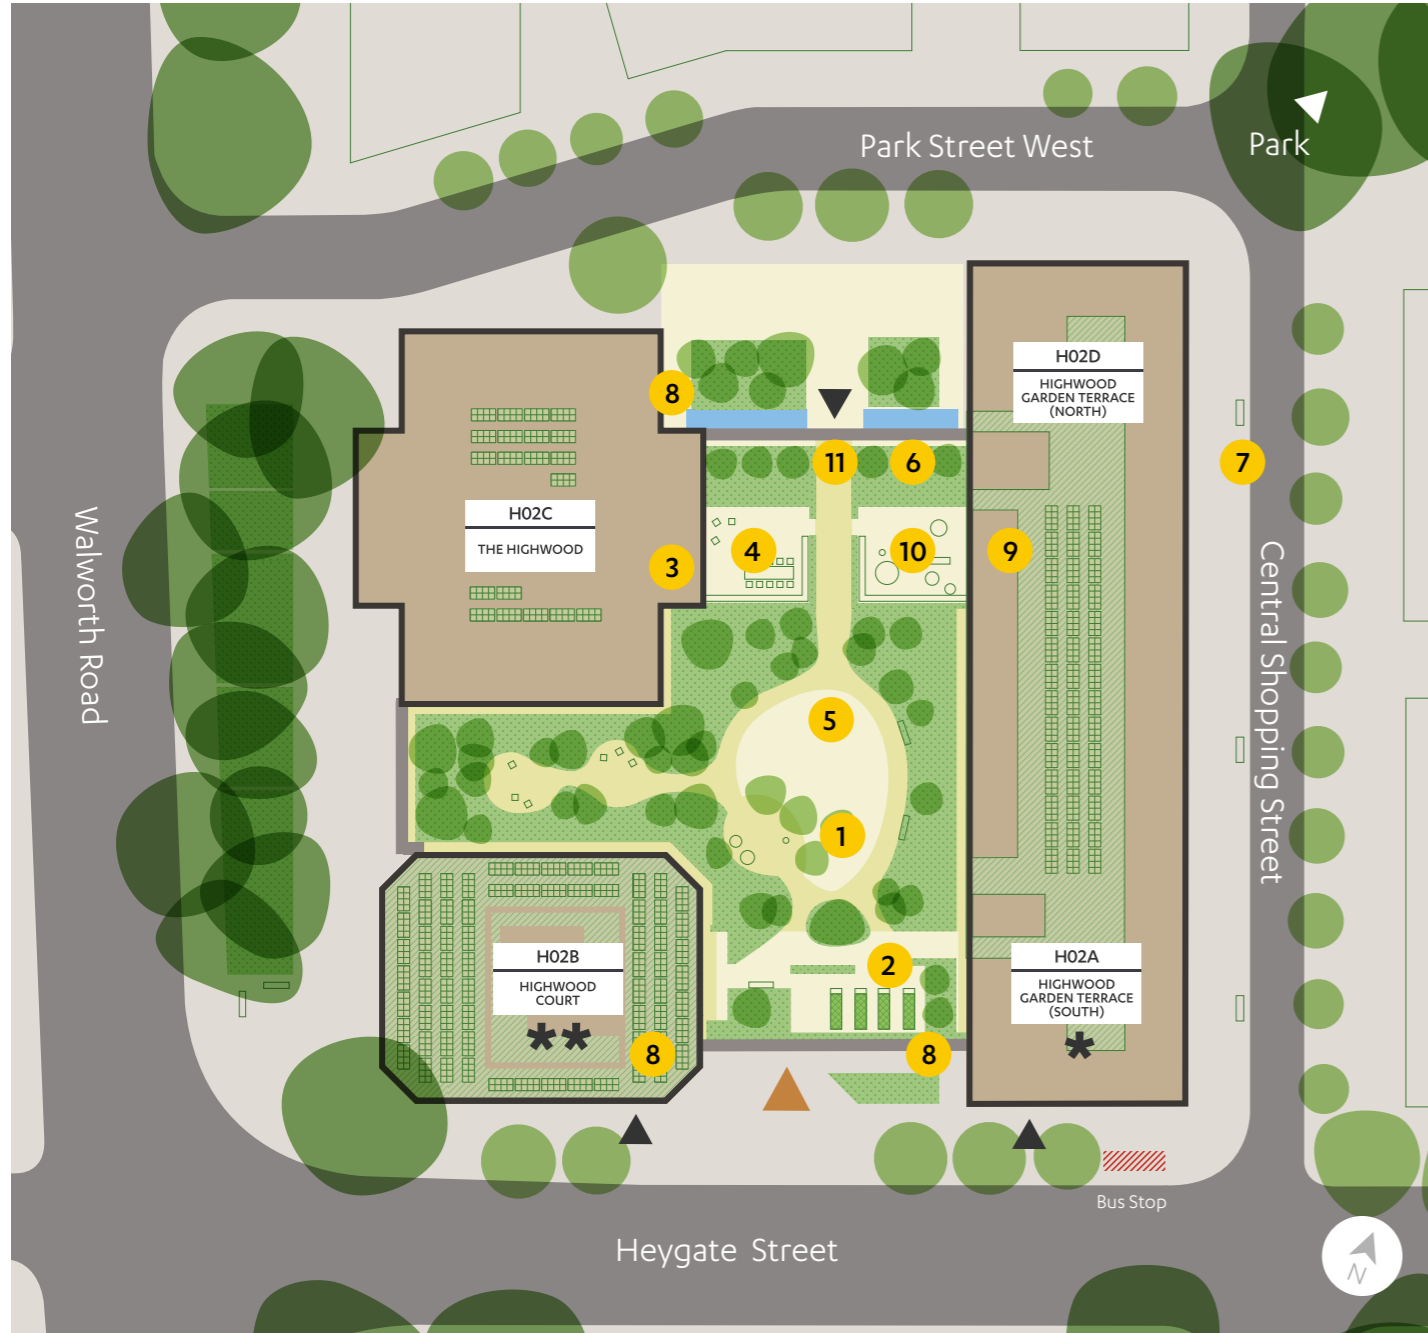 Park Street West
Park
H02D
HIGHWOOD
GARDEN TERRACE
(NORTH)
8
11
6
7
H02C
THE HIGHWOOD
3
4
10
9
Walworth Road
Central Shopping Street
5
1
H02B
HIGHWOOD
COURT
**
2
H02A
HIGHWOOD
GARDEN TERRACE
(SOUTH)
*
8
8
Bus Stop
Heygate Street
N